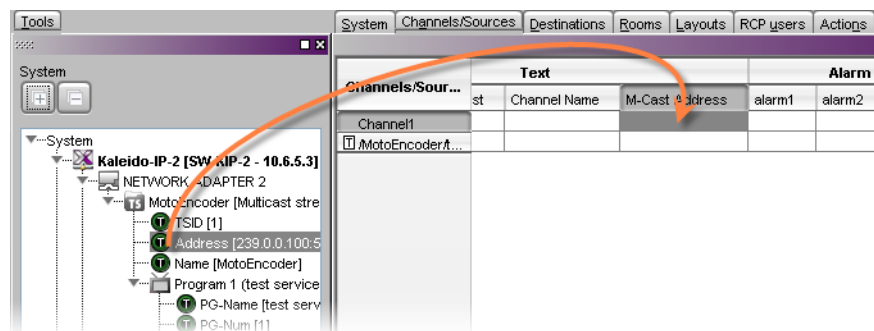 Tools
System
System Channels/Sources Destinations Rooms Layouts RCP users Actions
Channels/Sour... Text Alarm
st Channel Name M-Cast Address alarm1 alarm2
Channel1
T /MotoEncoder/t...
System
Kaleido-IP-2 [SW KIP-2 - 10.6.5.3]
NETWORK ADAPTER 2
TS MotoEncoder [Multicast stre
T TSID [1]
T Address [239.0.0.100:5
T Name [MotoEncoder]
Program 1 (test service
T PG-Name [test serv
T PG-Num [1]